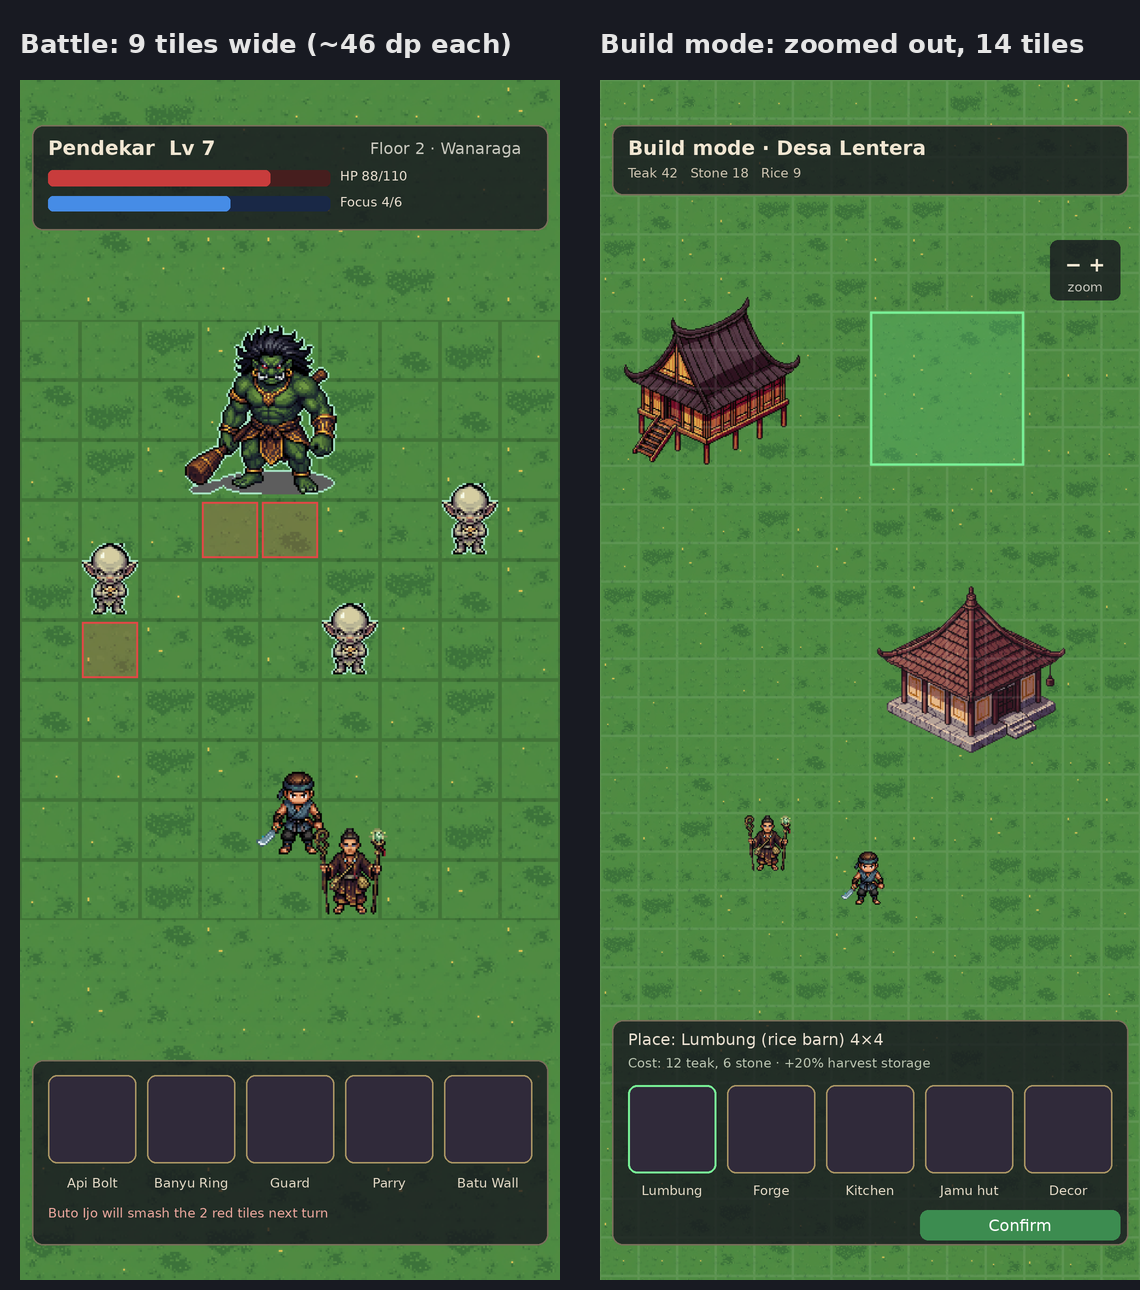 Battle: 9 tiles wide (~46 dp each)
Pendekar Lv 7
Floor 2 · Wanaraga
HP 88/110
Focus 4/6
Api Bolt
Banyu Ring
Guard
Parry
Batu Wall
Buto Ijo will smash the 2 red tiles next turn
Build mode: zoomed out, 14 tiles
Build mode · Desa Lentera
Teak 42 Stone 18 Rice 9
− +
zoom
Place: Lumbung (rice barn) 4×4
Cost: 12 teak, 6 stone · +20% harvest storage
Lumbung
Forge
Kitchen
Jamu hut
Decor
Confirm